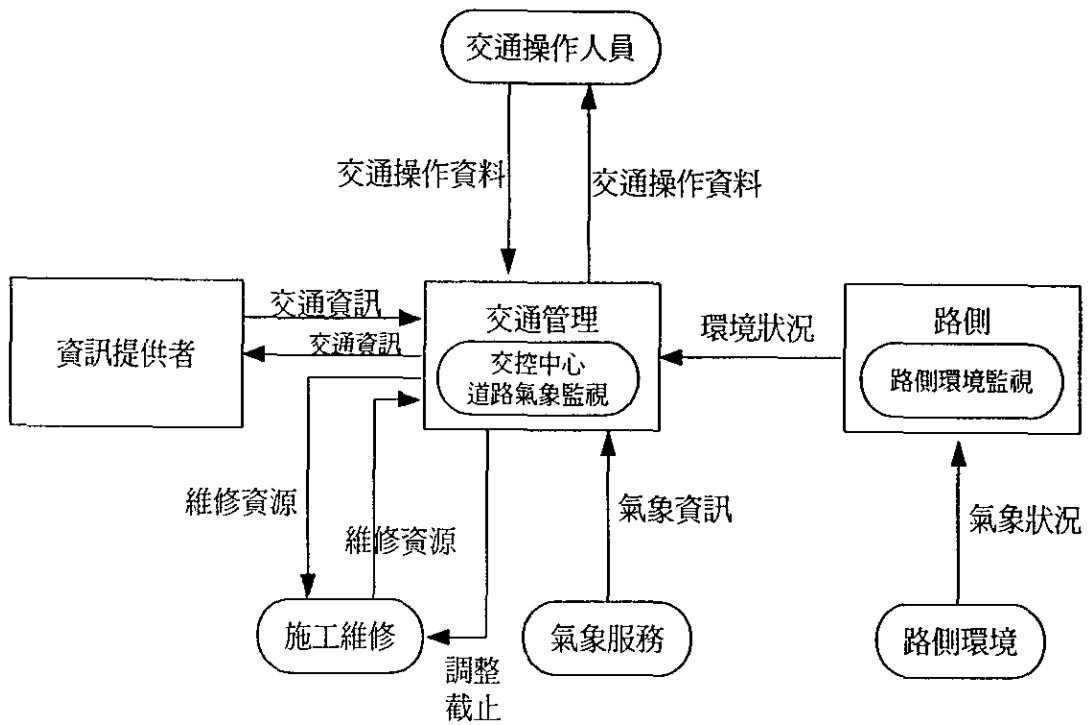 交通操作人員
交通操作資料
交通操作資料
資訊提供者
交通資訊
交通資訊
交通管理
交控中心
道路氣象監視
環境狀況
路側
路側環境監視
維修資源
維修資源
氣象資訊
氣象狀況
施工維修
調整
截止
氣象服務
路側環境